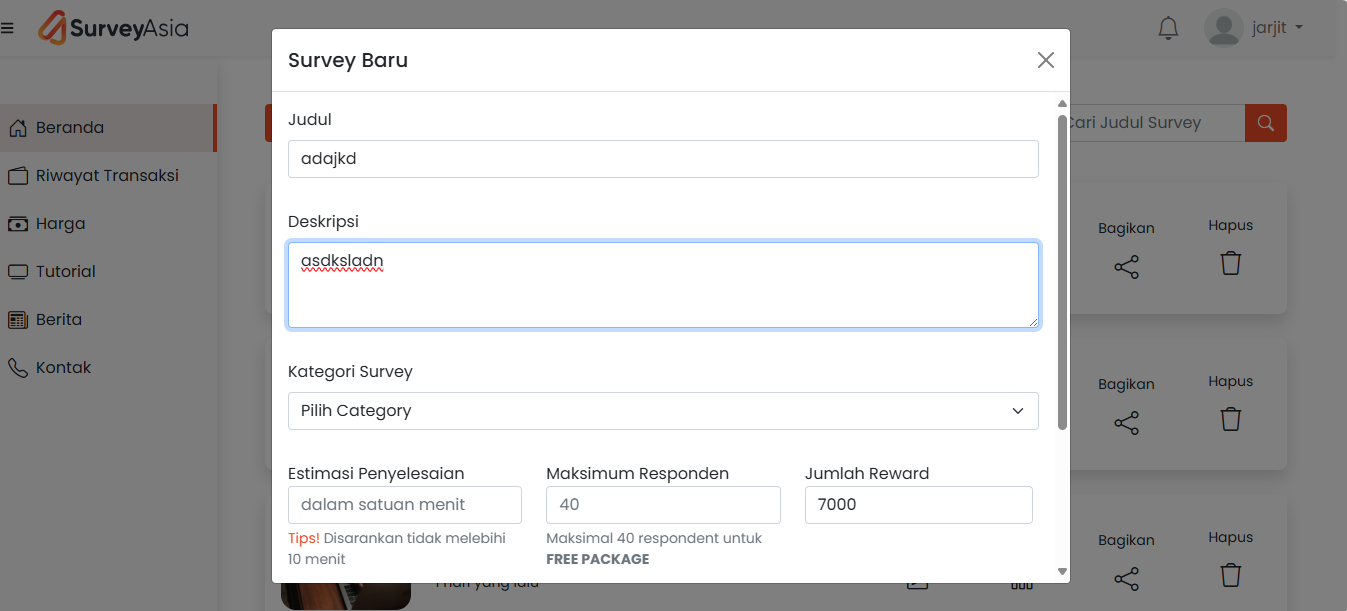 SurveyAsia
jarjit
Survey Baru
Beranda
Riwayat Transaksi
Harga
Tutorial
Berita
Kontak
Judul
adajkd
Deskripsi
asdksladn
Kategori Survey
Pilih Category
Estimasi Penyelesaian
dalam satuan menit
Tips! Disarankan tidak melebihi
10 menit
Maksimum Responden
40
Maksimal 40 respondent untuk
FREE PACKAGE
Jumlah Reward
7000
Cari Judul Survey
Bagikan
Hapus
Bagikan
Hapus
Bagikan
Hapus
yang lalu